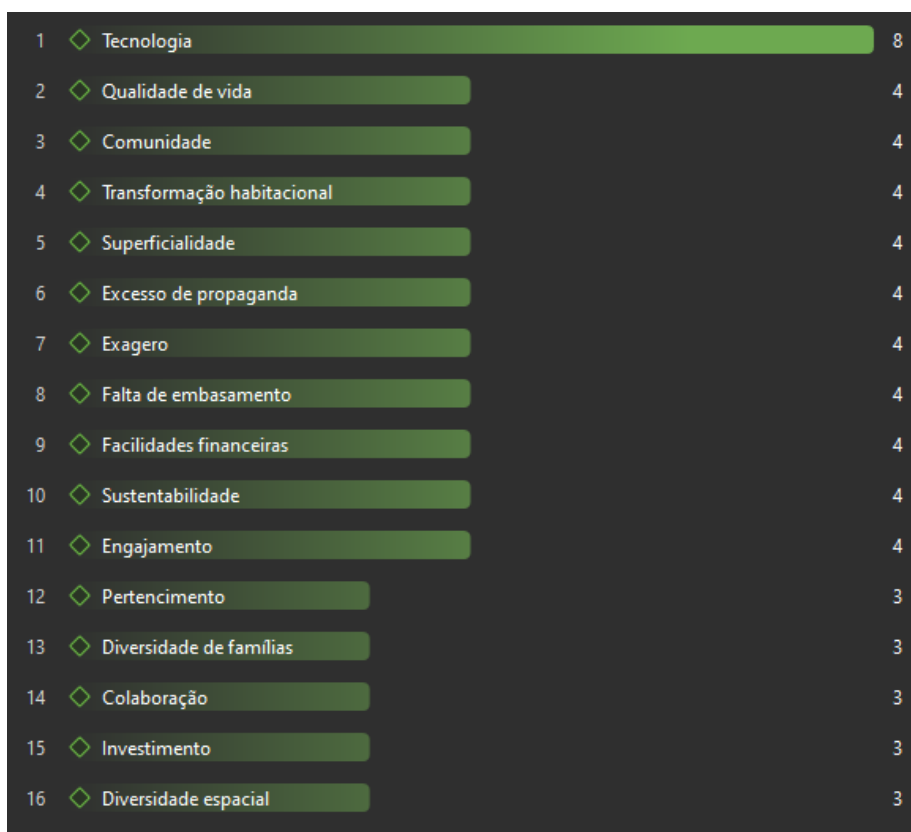 1 Tecnologia 8
2 Qualidade de vida 4
3 Comunidade 4
4 Transformação habitacional 4
5 Superficialidade 4
6 Excesso de propaganda 4
7 Exagero 4
8 Falta de embasamento 4
9 Facilidades financeiras 4
10 Sustentabilidade 4
11 Engajamento 4
12 Pertencimento 3
13 Diversidade de famílias 3
14 Colaboração 3
15 Investimento 3
16 Diversidade espacial 3